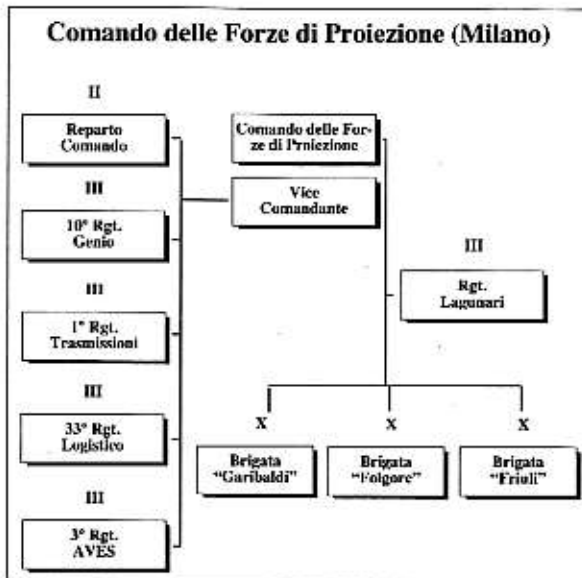 Comando delle Forze di Proiezione (Milano)
II
Reparto
Comando
Comando delle For-
ze di Proiezione
III
Vice
Comandante
10° Rgt.
Genio
III
Rgt.
Lagunari
III
1° Rgt.
Trasmissioni
III
33° Rgt.
Logistico
X
Brigata
“Garibaldi”
X
Brigata
“Folgore”
X
Brigata
“Friuli”
III
3° Rgt.
AVES